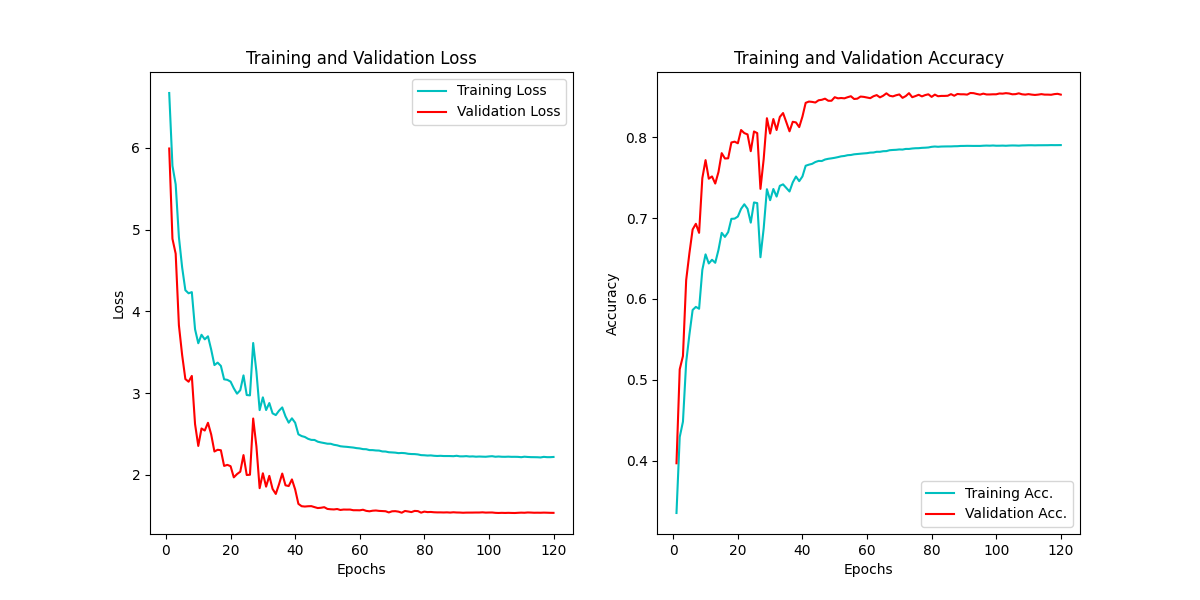 Training and Validation Loss
Training Loss
Validation Loss
6
5
4
3
2
Loss
0 20 40 60 80 100 120
Epochs
Training and Validation Accuracy
0.8
0.7
0.6
0.5
0.4
Accuracy
Training Acc.
Validation Acc.
0 20 40 60 80 100 120
Epochs